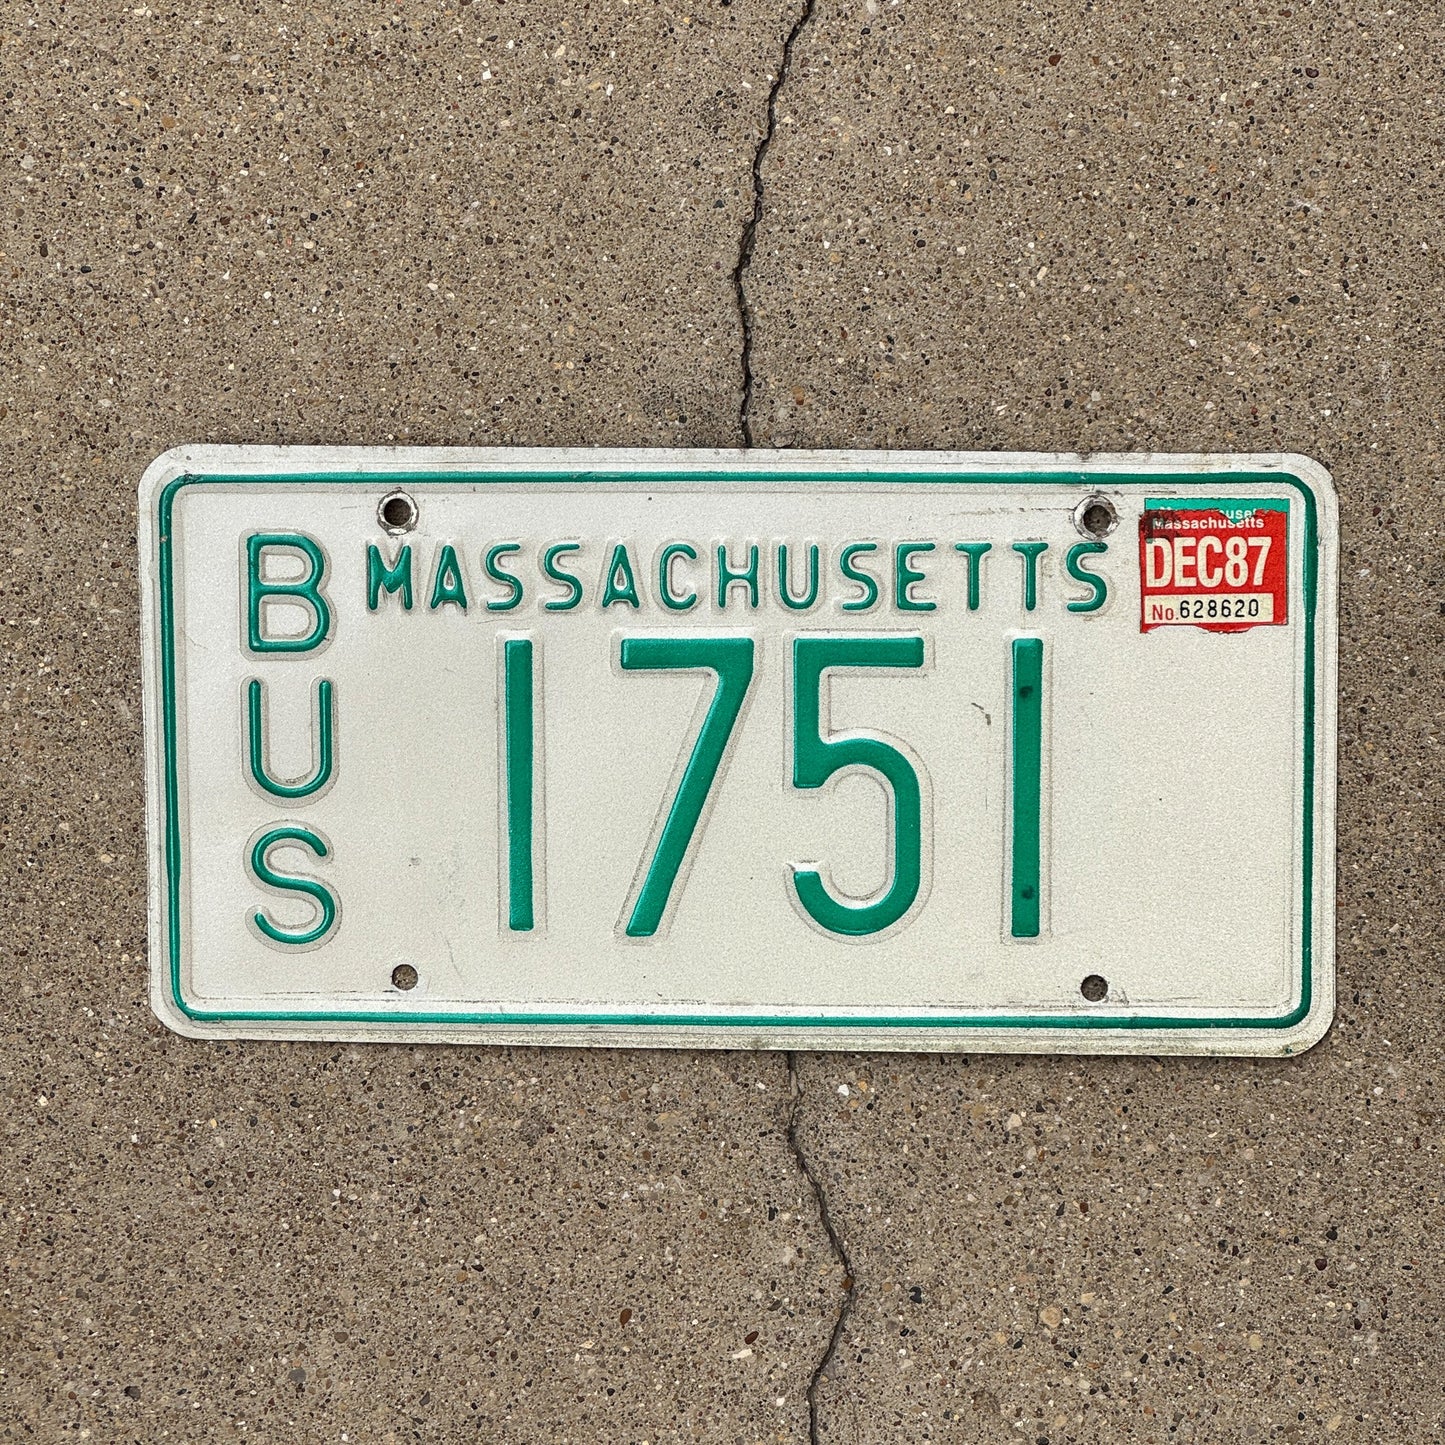 BUS
MASSACHUSETTS
1751
Massachusetts
DEC87
No. 628620